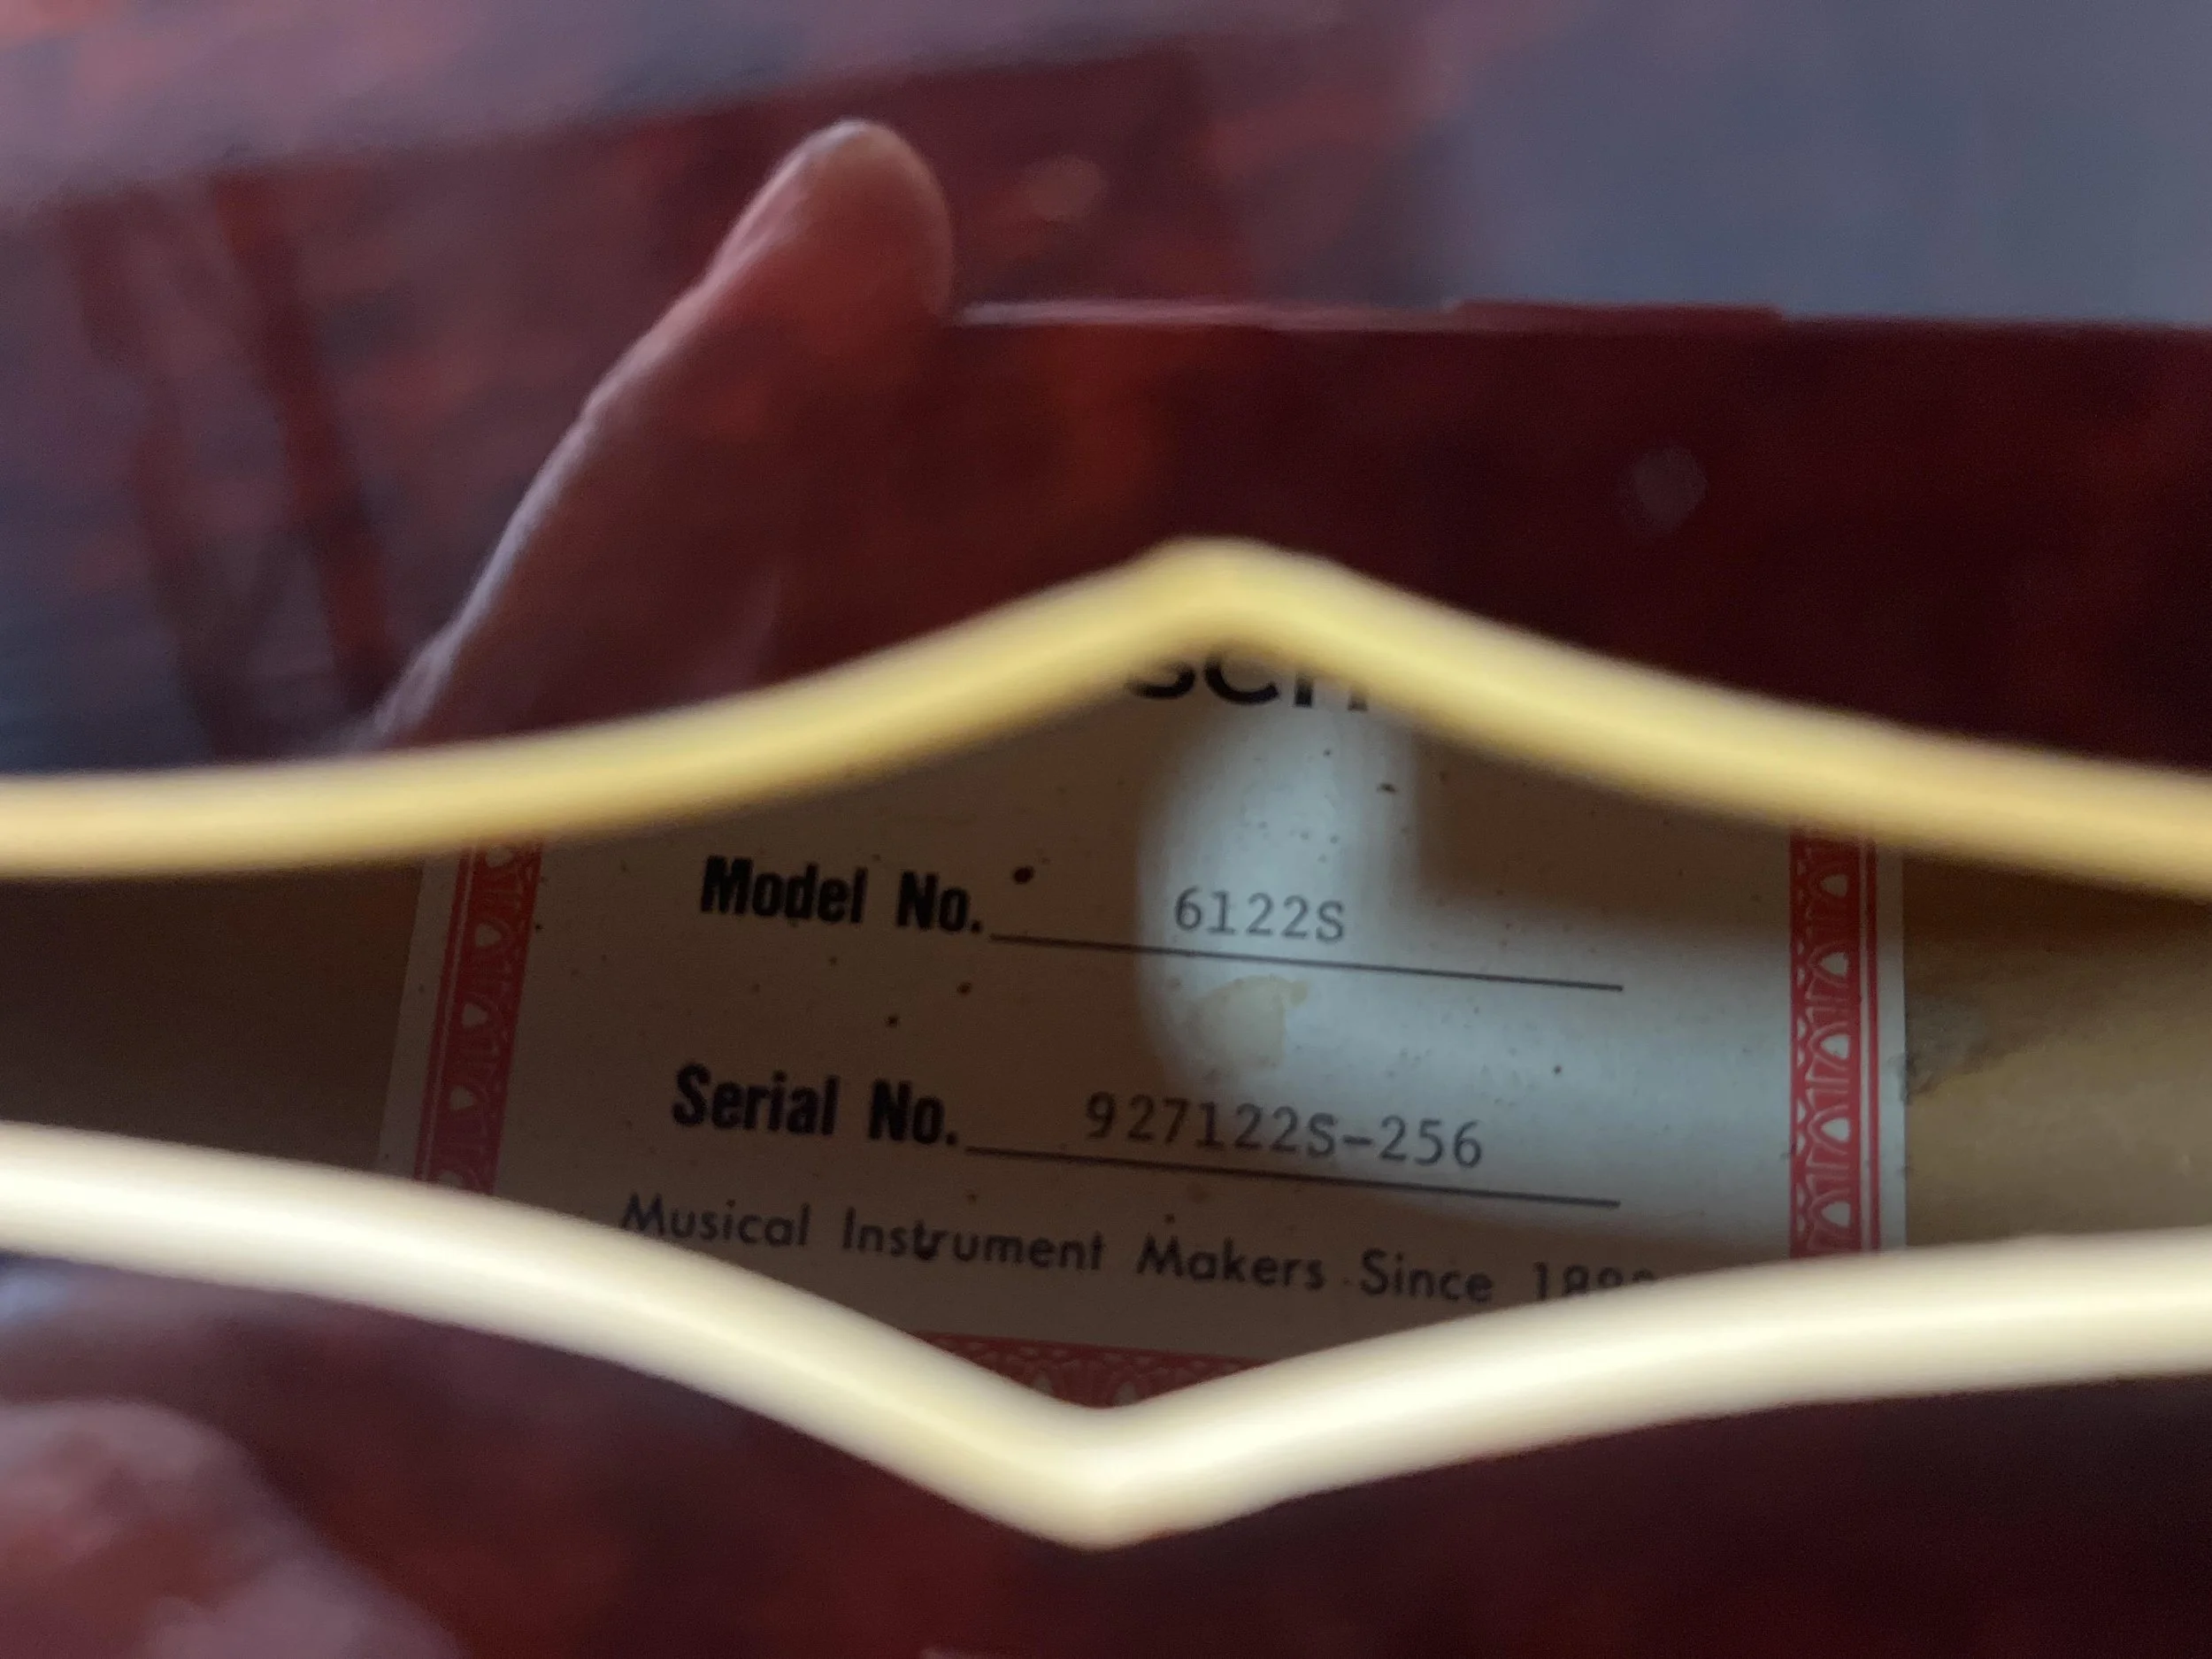 Model No. 6122S
Serial No. 927122S-256
Musical Instrument Makers Since